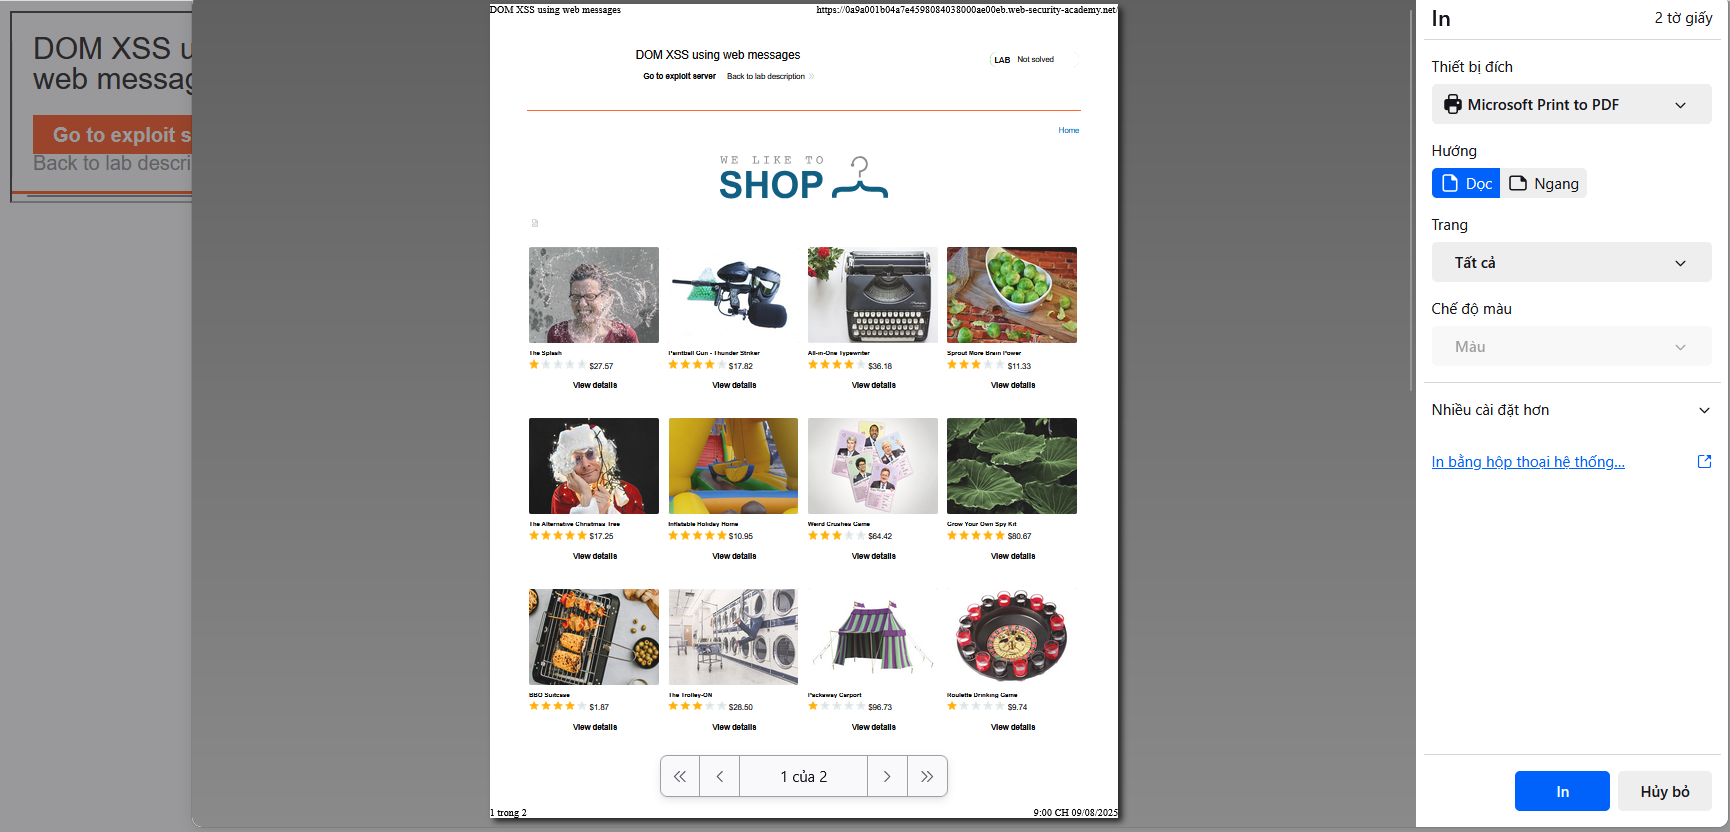 DOM XSS u
web messag
Go to exploit s
Back to lab descri
DOM XSS using web messages
https://0a9a001b04a7e4598084038000ae00eb.web-security-academy.net/
DOM XSS using web messages
Go to exploit server
Back to lab description
LAB Not solved
Home
WE LIKE TO
SHOP
The Splash
$27.57
View details
Paintball Gun - Thunder Striker
$17.82
View details
All-in-One Typewriter
$36.18
View details
Sprout More Brain Power
$11.33
View details
The Alternative Christmas Tree
$17.25
View details
Inflatable Holiday Home
$10.95
View details
Weird Crushes Game
$64.42
View details
Grow Your Own Spy Kit
$80.67
View details
BBQ Suitcase
$1.87
View details
The Trolley-ON
$26.50
View details
Packaway Carport
$96.73
View details
Roulette Drinking Game
$9.74
View details
1 của 2
1 trong 2
9:00 CH 09/08/2025
In
2 tờ giấy
Thiết bị đích
Microsoft Print to PDF
Hướng
Dọc
Ngang
Trang
Tất cả
Chế độ màu
Màu
Nhiều cài đặt hơn
In bằng hộp thoại hệ thống...
In
Hủy bỏ